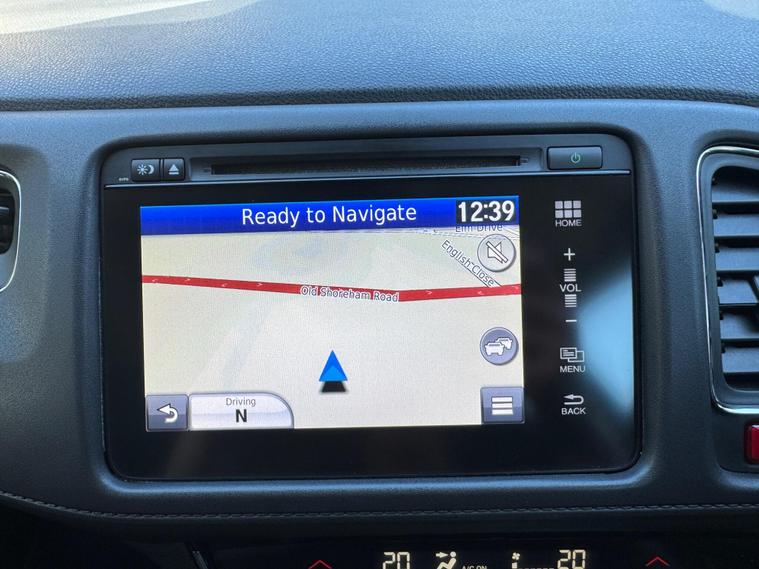 Ready to Navigate
12:39
Elm Drive
English Close
HOME
+
Old Shoreham Road
VOL
−
MENU
Driving
N
BACK
20
A/C ON
20